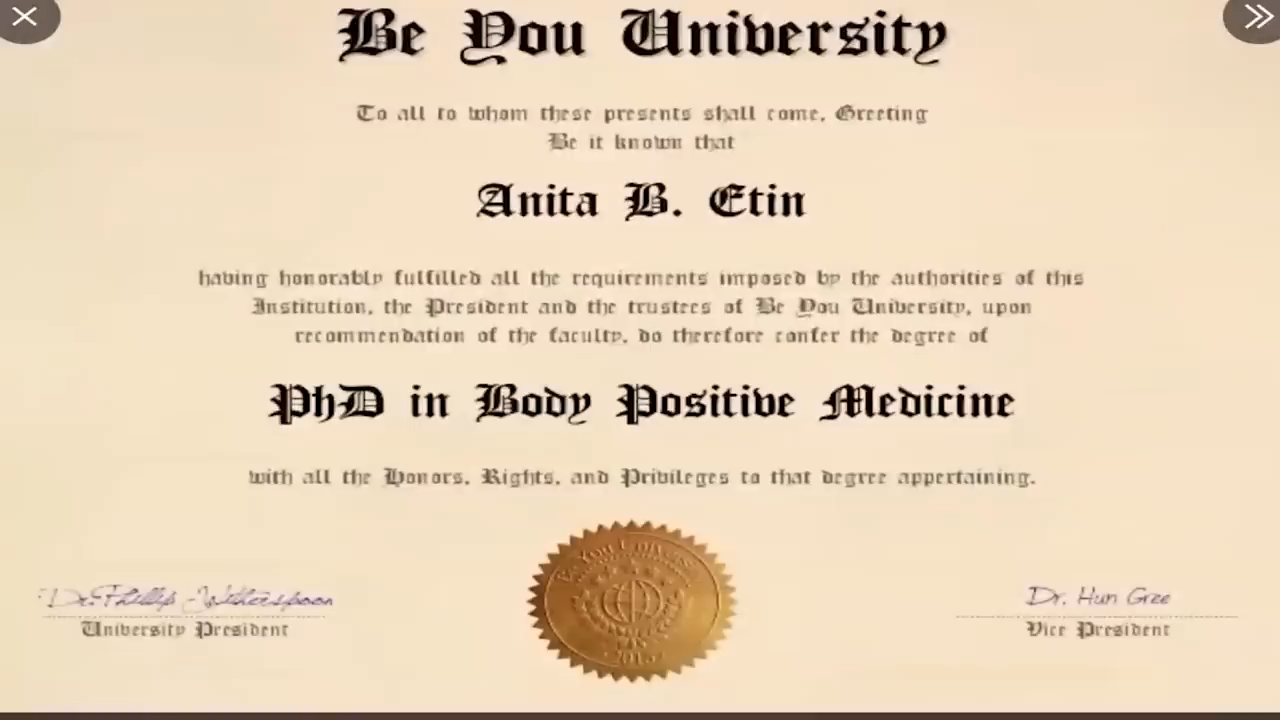 Be You University
To all to whom these presents shall come, Greeting
Be it known that
Anita B. Etin
having honorably fulfilled all the requirements imposed by the authorities of this
Institution, the President and the trustees of Be You University, upon
recommendation of the faculty, do therefore confer the degree of
PhD in Body Positive Medicine
with all the Honors, Rights, and Privileges to that degree appertaining.
Dr. Phillip Witherspoon
Dr. Hun Gree
University President
Vice President